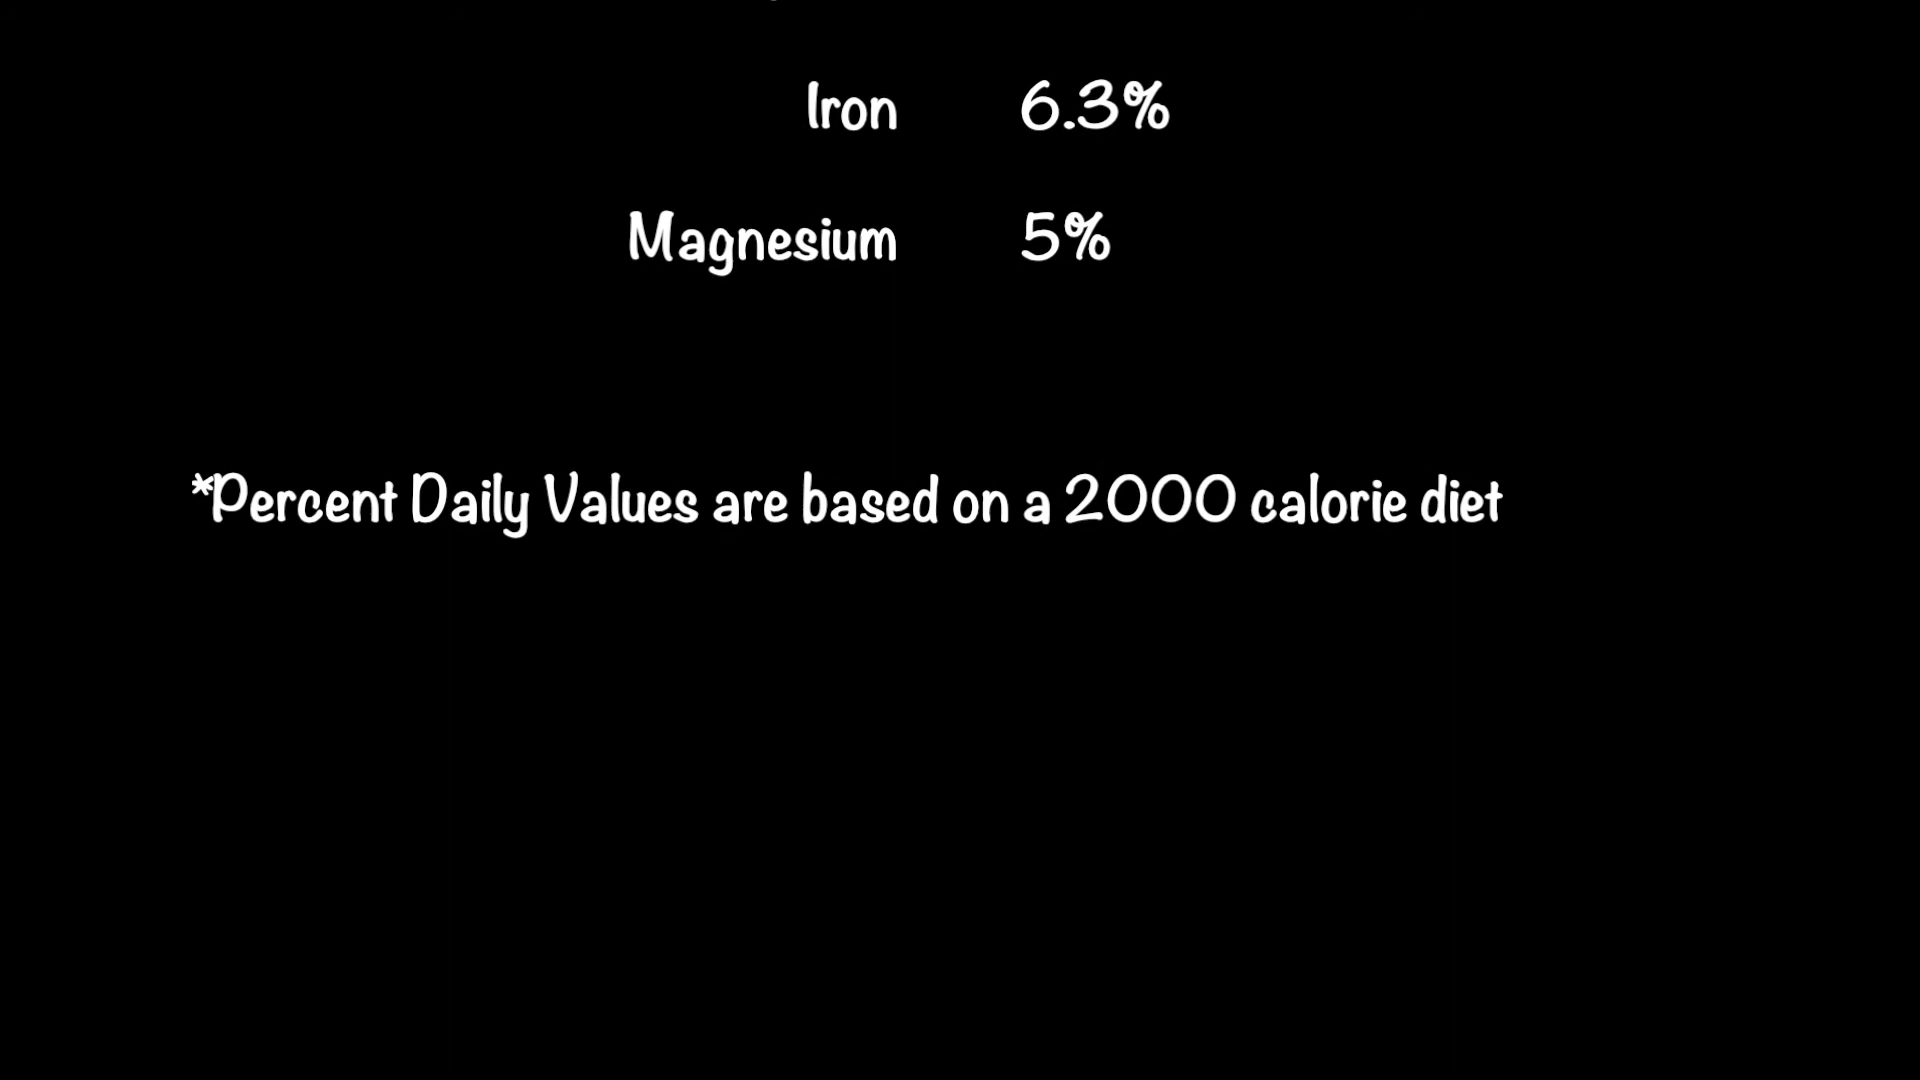 Iron 6.3%
Magnesium 5%
*Percent Daily Values are based on a 2000 calorie diet